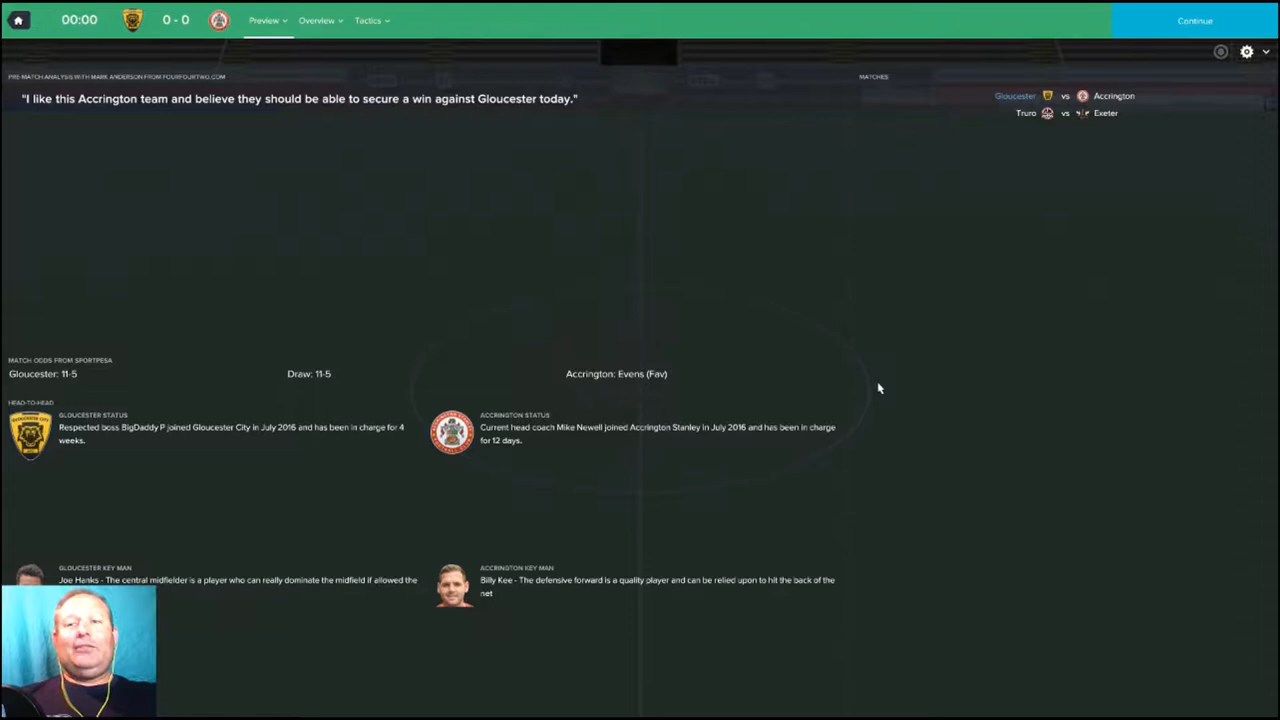 00:00
0 - 0
Preview
Overview
Tactics
Continue
PRE-MATCH ANALYSIS WITH MARK ANDERSON FROM FOURFOURTWO.COM
"I like this Accrington team and believe they should be able to secure a win against Gloucester today."
MATCHES
Gloucester vs Accrington
Truro vs Exeter
MATCH ODDS FROM SPORTPESA
Gloucester: 11-5
Draw: 11-5
Accrington: Evens (Fav)
HEAD-TO-HEAD
GLOUCESTER STATUS
Respected boss BigDaddy P joined Gloucester City in July 2016 and has been in charge for 4
weeks.
ACCRINGTON STATUS
Current head coach Mike Newell joined Accrington Stanley in July 2016 and has been in charge
for 12 days.
GLOUCESTER KEY MAN
Joe Hanks - The central midfielder is a player who can really dominate the midfield if allowed the
ACCRINGTON KEY MAN
Billy Kee - The defensive forward is a quality player and can be relied upon to hit the back of the
net